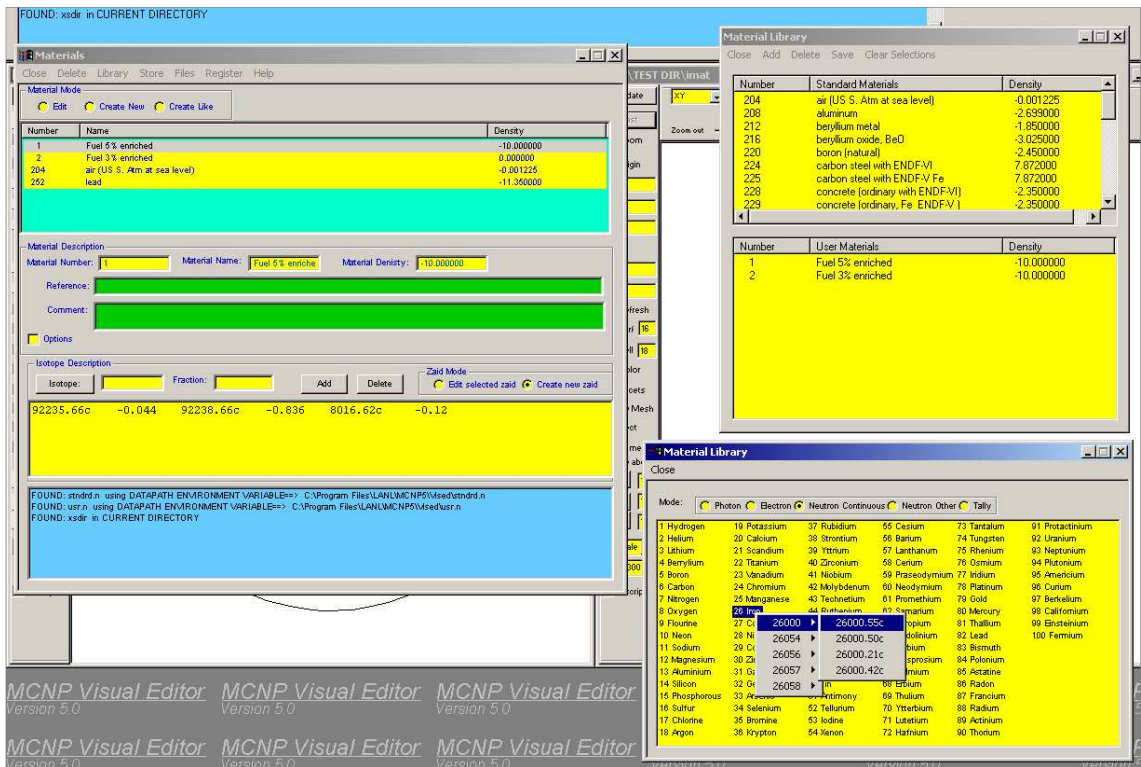 FOUND: xsdir in CURRENT DIRECTORY
Materials
Close Delete Library Store Files Register Help
Material Mode
Edit Create New Create Like
Number Name Density
1 Fuel 5% enriched -10.000000
2 Fuel 3% enriched 0.000000
204 air (US S. Atm at sea level) -0.001225
252 lead -11.350000
Material Description
Material Number: 1 Material Name: Fuel 5% enriche Material Denisty: -10.000000
Reference:
Comment:
Options
Isotope Description
Isotope: Fraction: Add Delete
Zaid Mode
Edit selected zaid Create new zaid
92235.66c -0.044 92238.66c -0.836 8016.62c -0.12
FOUND: stndrd.n using DATAPATH ENVIRONMENT VARIABLE==> C:\Program Files\LANL\MCNP5\Vised\stndrd.n
FOUND: usr.n using DATAPATH ENVIRONMENT VARIABLE==> C:\Program Files\LANL\MCNP5\Vised\usr.n
FOUND: xsdir in CURRENT DIRECTORY
\TEST DIR\imat
XY
Zoom out
16
18
Mesh
300
Material Library
Close Add Delete Save Clear Selections
Number Standard Materials Density
204 air (US S. Atm at sea level) -0.001225
208 aluminum -2.699000
212 beryllium metal -1.850000
216 beryllium oxide, BeO -3.025000
220 boron (natural) -2.450000
224 carbon steel with ENDF-VI 7.872000
225 carbon steel with ENDF-V Fe 7.872000
228 concrete (ordinary with ENDF-VI) -2.350000
229 concrete (ordinary, Fe ENDF-V ) -2.350000
Number User Materials Density
1 Fuel 5% enriched -10.000000
2 Fuel 3% enriched -10.000000
Material Library
Close
Mode: Photon Electron Neutron Continuous Neutron Other Tally
1 Hydrogen 19 Potassium 37 Rubidium 55 Cesium 73 Tantalum 91 Protactinium
2 Helium 20 Calcium 38 Strontium 56 Barium 74 Tungsten 92 Uranium
3 Lithium 21 Scandium 39 Yttrium 57 Lanthanum 75 Rhenium 93 Neptunium
4 Berrylium 22 Titanium 40 Zirconium 58 Cerium 76 Osmium 94 Plutonium
5 Boron 23 Vanadium 41 Niobium 59 Praseodymium 77 Iridium 95 Americium
6 Carbon 24 Chromium 42 Molybdenum 60 Neodymium 78 Platinum 96 Curium
7 Nitrogen 25 Manganese 43 Technetium 61 Promethium 79 Gold 97 Berkelium
8 Oxygen 26 Iron 44 Ruthenium 62 Samarium 80 Mercury 98 Californium
9 Flourine 27 26000 26000.55c 81 Thallium 99 Einsteinium
10 Neon 28 26054 26000.50c 82 Lead 100 Fermium
11 Sodium 29 26056 26000.21c 83 Bismuth
12 Magnesium 30 26057 26000.42c 84 Polonium
13 Aluminium 31 26058 85 Astatine
14 Silicon 32 68 Erbium 86 Radon
15 Phosphorous 33 Arsenic 69 Thulium 87 Francium
16 Sulfur 34 Selenium 52 Tellurium 70 Ytterbium 88 Radium
17 Chlorine 35 Bromine 53 Iodine 71 Lutetium 89 Actinium
18 Argon 36 Krypton 54 Xenon 72 Hafnium 90 Thorium
MCNP Visual Editor MCNP Visual Editor MCNP Visual Editor
Version 5.0 Version 5.0 Version 5.0
MCNP Visual Editor MCNP Visual Editor MCNP Visual Editor
Version 5.0 Version 5.0 Version 5.0